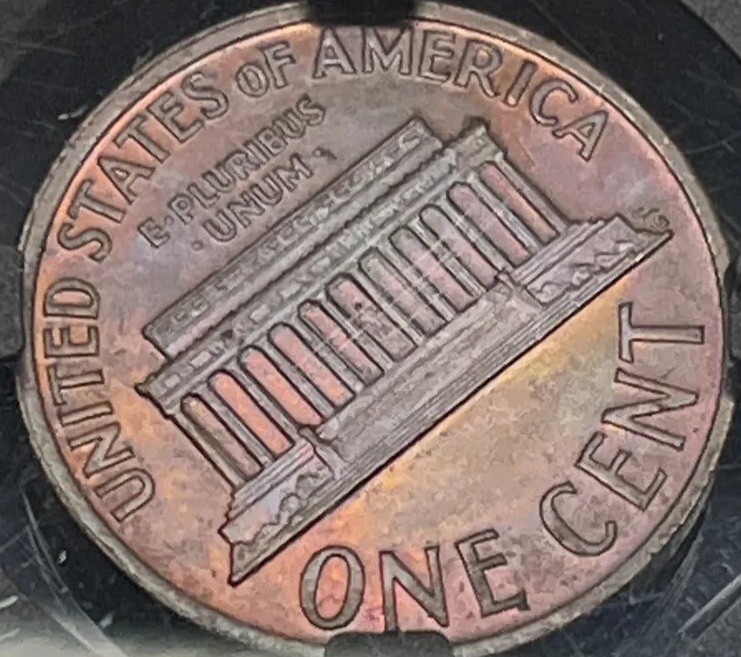 UNITED STATES OF AMERICA
E·PLURIBUS
·UNUM·
ONE CENT